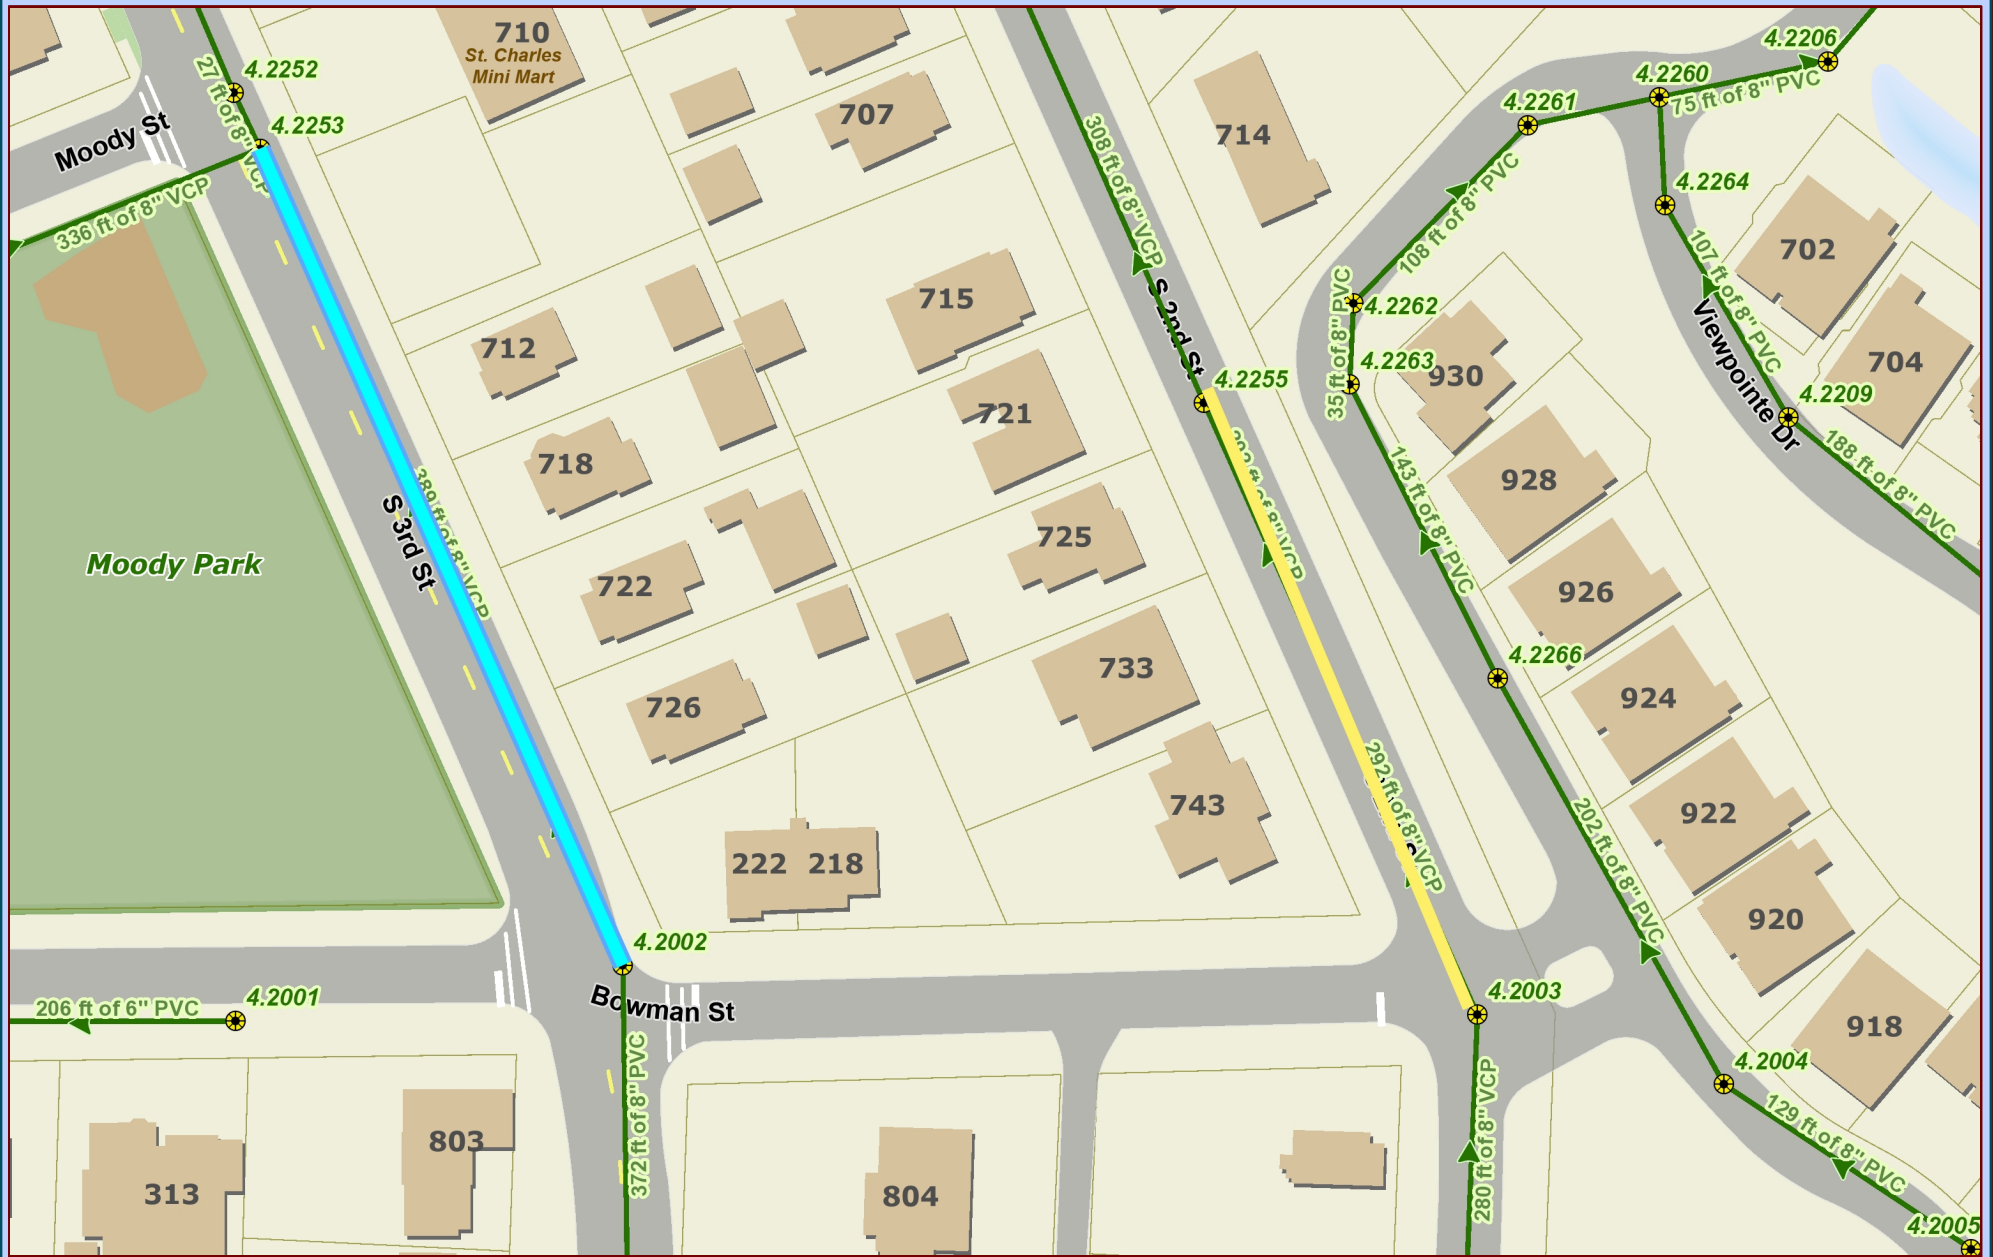 710
St. Charles
Mini Mart
4.2252
27 ft of 8" VCP
4.2253
Moody St
336 ft of 8" VCP
707
714
308 ft of 8" VCP
4.2206
4.2260
75 ft of 8" PVC
4.2261
4.2264
702
108 ft of 8" PVC
107 ft of 8" PVC
715
712
S 2nd St
4.2262
4.2263
35 ft of 8" PVC
930
Viewpointe Dr
704
4.2255
4.2209
188 ft of 8" PVC
721
718
389 ft of 8" VCP
S 3rd St
292 ft of 8" VCP
143 ft of 8" PVC
928
725
Moody Park
722
926
4.2266
733
726
924
743
292 ft of 8" VCP
202 ft of 8" PVC
922
222
218
920
4.2002
4.2001
206 ft of 6" PVC
Bowman St
4.2003
918
4.2004
372 ft of 8" PVC
280 ft of 8" VCP
129 ft of 8" PVC
803
313
804
4.2005